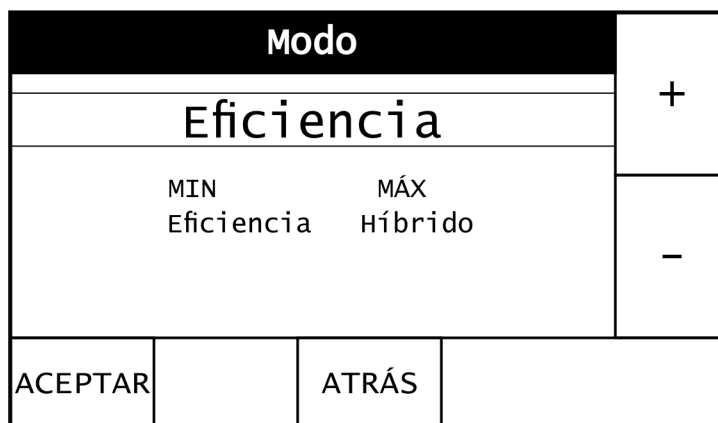 Modo
+
Eficiencia
MIN MÁX
Eficiencia Híbrido
-
ACEPTAR ATRÁS